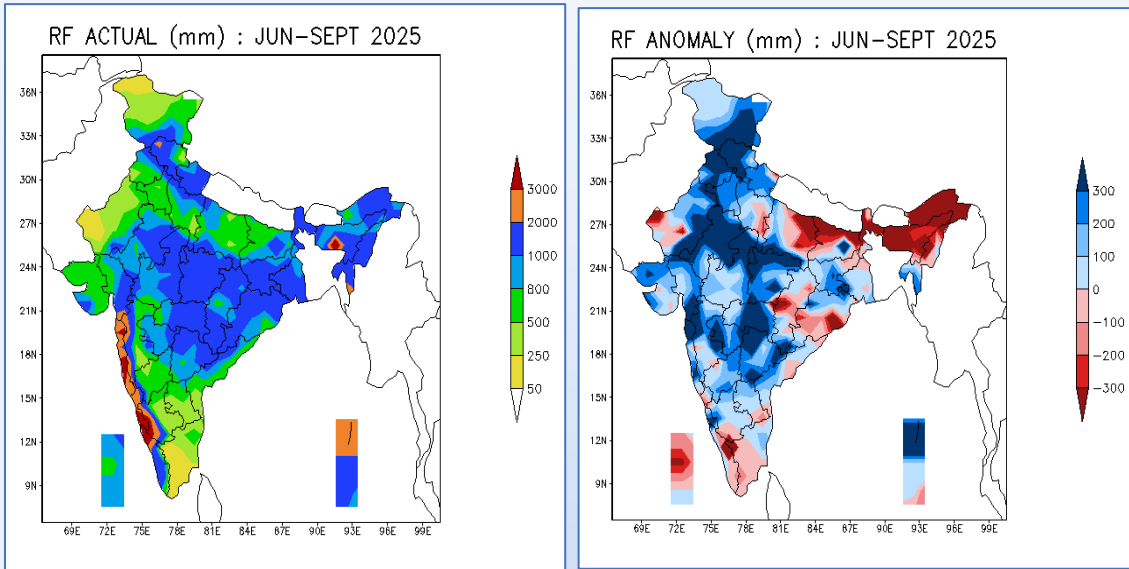 RF ACTUAL (mm) : JUN-SEPT 2025
36N
33N
30N
27N
24N
21N
18N
15N
12N
9N
69E 72E 75E 78E 81E 84E 87E 90E 93E 96E 99E
3000
2000
1000
800
500
250
50
RF ANOMALY (mm) : JUN-SEPT 2025
36N
33N
30N
27N
24N
21N
18N
15N
12N
9N
69E 72E 75E 78E 81E 84E 87E 90E 93E 96E 99E
300
200
100
0
-100
-200
-300